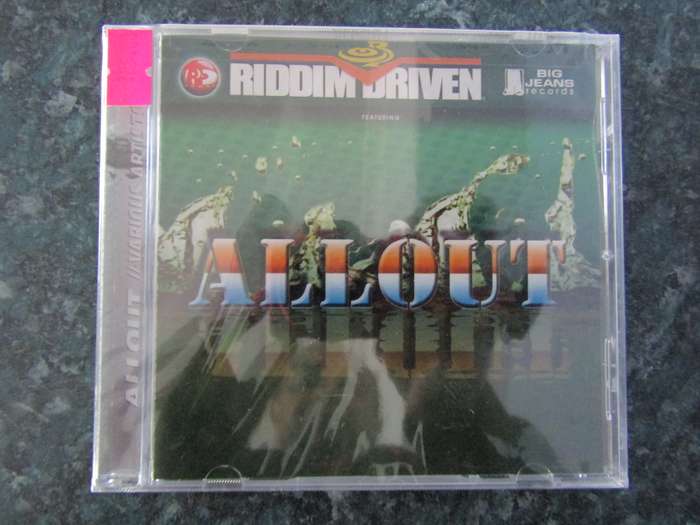 RIDDIM DRIVEN
BIG
JEANS
records
FEATURING
ALLOUT
ALLOUT // VARIOUS ARTISTS